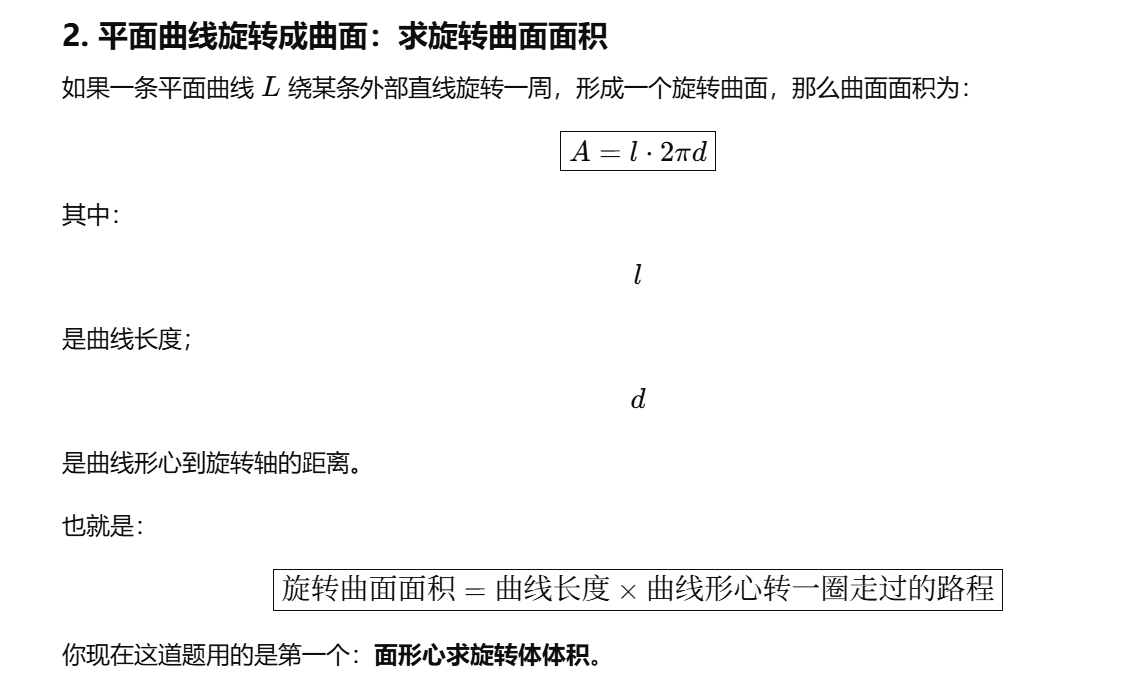 2. 平面曲线旋转成曲面：求旋转曲面面积
如果一条平面曲线 L 绕某条外部直线旋转一周，形成一个旋转曲面，那么曲面面积为：
A = l · 2πd
其中：
l
是曲线长度；
d
是曲线形心到旋转轴的距离。
也就是：
旋转曲面面积 = 曲线长度 × 曲线形心转一圈走过的路程
你现在这道题用的是第一个：面形心求旋转体体积。